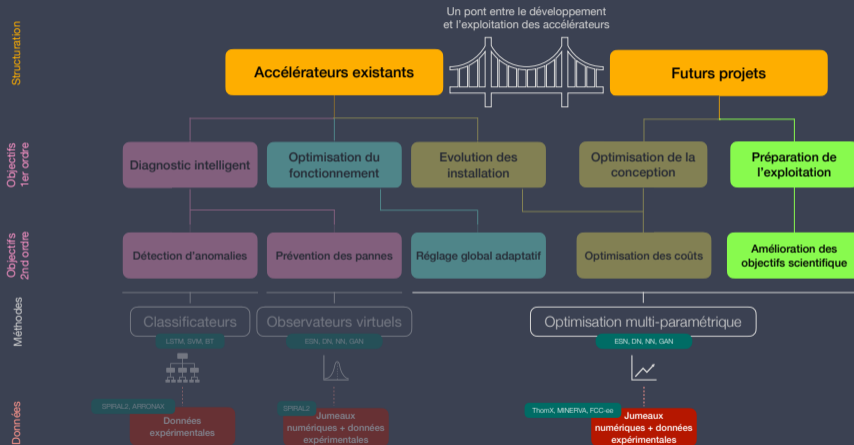 Un pont entre le développement
et l'exploitation des accélérateurs
Structuration
Accélérateurs existants
Futurs projets
Objectifs
1er ordre
Diagnostic intelligent
Optimisation du
fonctionnement
Evolution des
installation
Optimisation de la
conception
Préparation de
l'exploitation
Objectifs
2nd ordre
Détection d'anomalies
Prévention des pannes
Réglage global adaptatif
Optimisation des coûts
Amélioration des
objectifs scientifique
Méthodes
Classificateurs
LSTM, SVM, BT
Observateurs virtuels
ESN, DN, NN, GAN
Optimisation multi-paramétrique
ESN, DN, NN, GAN
Données
SPIRAL2, ARRONAX
Données
expérimentales
SPIRAL2
Jumeaux
numériques + données
expérimentales
ThomX, MINERVA, FCC-ee
Jumeaux
numériques + données
expérimentales